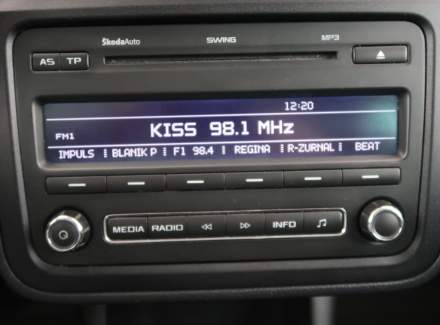 ŠkodaAuto SWING MP3
AS TP
12:20
FM1 KISS 98.1 MHz
IMPULS BLANIK P F1 98.4 REGINA R-ZURNAL BEAT
MEDIA RADIO INFO